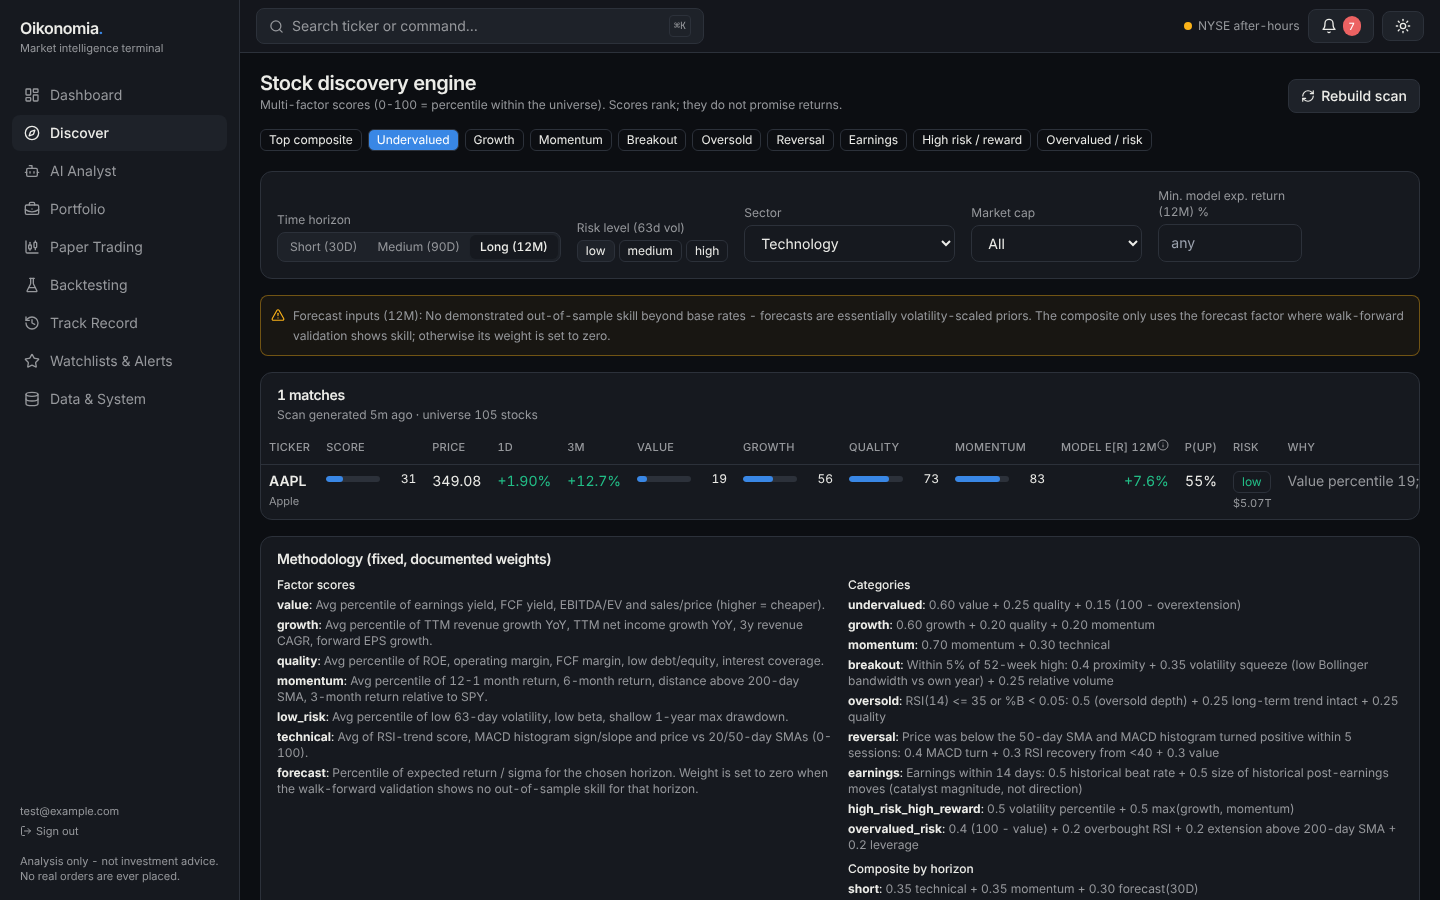 Oikonomia.
Market intelligence terminal
Dashboard
Discover
AI Analyst
Portfolio
Paper Trading
Backtesting
Track Record
Watchlists & Alerts
Data & System
test@example.com
Sign out
Analysis only - not investment advice.
No real orders are ever placed.
Search ticker or command...
⌘K
NYSE after-hours
7
Stock discovery engine
Multi-factor scores (0-100 = percentile within the universe). Scores rank; they do not promise returns.
Rebuild scan
Top composite Undervalued Growth Momentum Breakout Oversold Reversal Earnings High risk / reward Overvalued / risk
Time horizon
Short (30D) Medium (90D) Long (12M)
Risk level (63d vol)
low medium high
Sector
Technology
Market cap
All
Min. model exp. return
(12M) %
any
Forecast inputs (12M): No demonstrated out-of-sample skill beyond base rates - forecasts are essentially volatility-scaled priors. The composite only uses the forecast factor where walk-forward
validation shows skill; otherwise its weight is set to zero.
1 matches
Scan generated 5m ago · universe 105 stocks
TICKER SCORE PRICE 1D 3M VALUE GROWTH QUALITY MOMENTUM MODEL E[R] 12M P(UP) RISK WHY
AAPL 31 349.08 +1.90% +12.7% 19 56 73 83 +7.6% 55% low Value percentile 19;
Apple $5.07T
Methodology (fixed, documented weights)
Factor scores
value: Avg percentile of earnings yield, FCF yield, EBITDA/EV and sales/price (higher = cheaper).
growth: Avg percentile of TTM revenue growth YoY, TTM net income growth YoY, 3y revenue
CAGR, forward EPS growth.
quality: Avg percentile of ROE, operating margin, FCF margin, low debt/equity, interest coverage.
momentum: Avg percentile of 12-1 month return, 6-month return, distance above 200-day
SMA, 3-month return relative to SPY.
low_risk: Avg percentile of low 63-day volatility, low beta, shallow 1-year max drawdown.
technical: Avg of RSI-trend score, MACD histogram sign/slope and price vs 20/50-day SMAs (0-
100).
forecast: Percentile of expected return / sigma for the chosen horizon. Weight is set to zero when
the walk-forward validation shows no out-of-sample skill for that horizon.
Categories
undervalued: 0.60 value + 0.25 quality + 0.15 (100 - overextension)
growth: 0.60 growth + 0.20 quality + 0.20 momentum
momentum: 0.70 momentum + 0.30 technical
breakout: Within 5% of 52-week high: 0.4 proximity + 0.35 volatility squeeze (low Bollinger
bandwidth vs own year) + 0.25 relative volume
oversold: RSI(14) <= 35 or %B < 0.05: 0.5 (oversold depth) + 0.25 long-term trend intact + 0.25
quality
reversal: Price was below the 50-day SMA and MACD histogram turned positive within 5
sessions: 0.4 MACD turn + 0.3 RSI recovery from <40 + 0.3 value
earnings: Earnings within 14 days: 0.5 historical beat rate + 0.5 size of historical post-earnings
moves (catalyst magnitude, not direction)
high_risk_high_reward: 0.5 volatility percentile + 0.5 max(growth, momentum)
overvalued_risk: 0.4 (100 - value) + 0.2 overbought RSI + 0.2 extension above 200-day SMA +
0.2 leverage
Composite by horizon
short: 0.35 technical + 0.35 momentum + 0.30 forecast(30D)